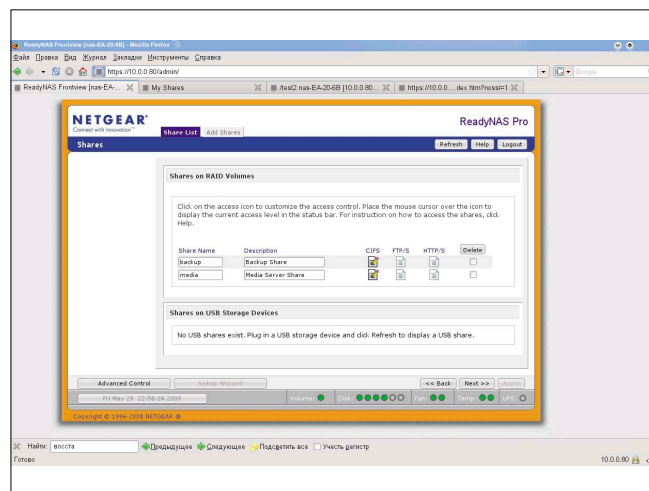 ReadyNAS Frontview [nas-EA-20-6B] - Mozilla Firefox
Файл Правка Вид Журнал Закладки Инструменты Справка
https://10.0.0.80/admin/
Google
ReadyNAS Frontview [nas-EA-... My Shares /test2 nas-EA-20-6B [10.0.0.80... https://10.0.0....dex.htm?nossi=1
NETGEAR
Connect with Innovation™
Share List Add Shares
ReadyNAS Pro
Shares
Refresh Help Logout
Shares on RAID Volumes
Click on the access icon to customize the access control. Place the mouse cursor over the icon to
display the current access level in the status bar. For instruction on how to access the shares, click
Help.
Share Name Description CIFS FTP/S HTTP/S Delete
backup Backup Share
media Media Server Share
Shares on USB Storage Devices
No USB shares exist. Plug in a USB storage device and click Refresh to display a USB share.
Advanced Control Setup Wizard << Back Next >> Apply
Fri May 29 22:58:24 2009 Volume: Disk: Fan: Temp: UPS:
Copyright © 1996-2008 NETGEAR ®
Найти: восста Предыдущее Следующее Подсветить все Учесть регистр
Готово 10.0.0.80